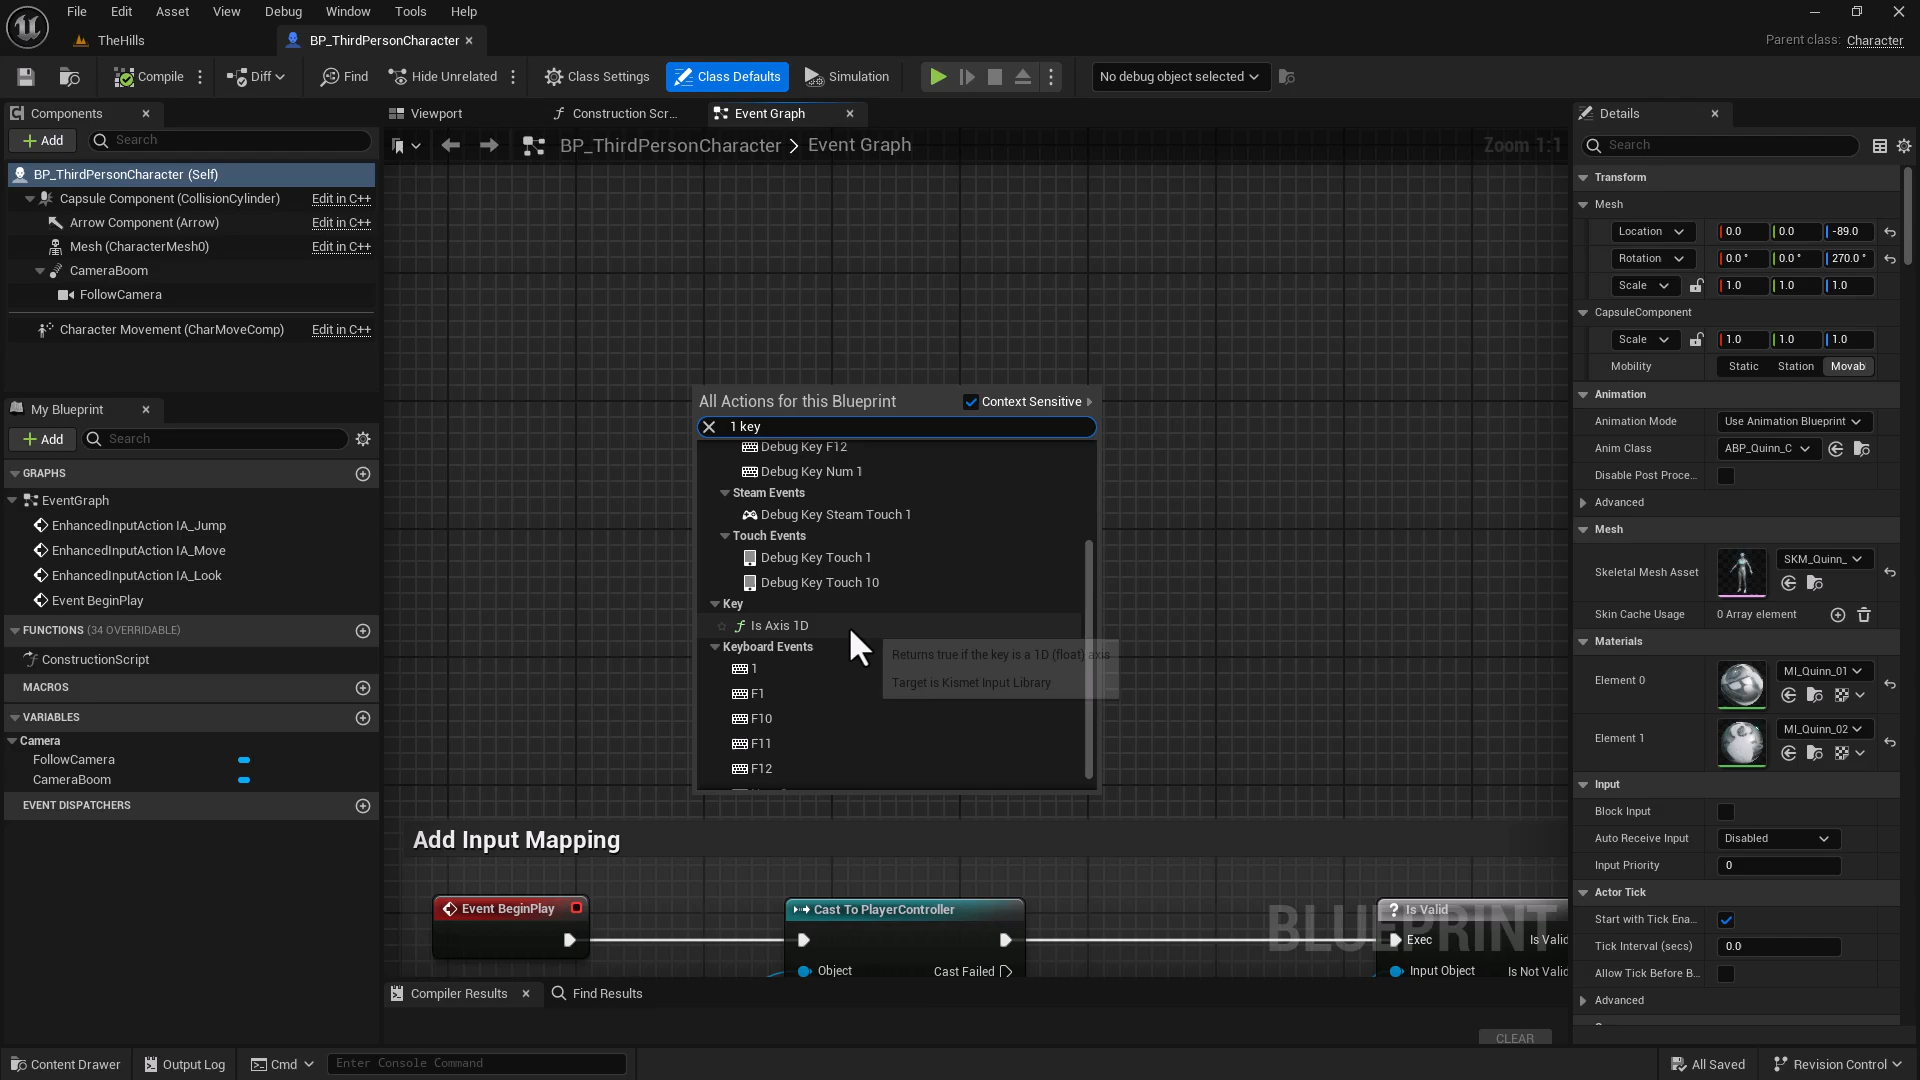 File Edit Asset View Debug Window Tools Help
TheHills
BP_ThirdPersonCharacter
Parent class: Character
Compile
Diff
Find
Hide Unrelated
Class Settings
Class Defaults
Simulation
No debug object selected
Components
Add
Search
BP_ThirdPersonCharacter (Self)
Capsule Component (CollisionCylinder) Edit in C++
Arrow Component (Arrow) Edit in C++
Mesh (CharacterMesh0) Edit in C++
CameraBoom
FollowCamera
Character Movement (CharMoveComp) Edit in C++
My Blueprint
Add
Search
GRAPHS
EventGraph
EnhancedInputAction IA_Jump
EnhancedInputAction IA_Move
EnhancedInputAction IA_Look
Event BeginPlay
FUNCTIONS (34 OVERRIDABLE)
ConstructionScript
MACROS
VARIABLES
Camera
FollowCamera
CameraBoom
EVENT DISPATCHERS
Viewport
Construction Scr...
Event Graph
BP_ThirdPersonCharacter > Event Graph
Zoom 1:1
All Actions for this Blueprint
Context Sensitive
1 key
Debug Key F12
Debug Key Num 1
Steam Events
Debug Key Steam Touch 1
Touch Events
Debug Key Touch 1
Debug Key Touch 10
Key
Is Axis 1D
Keyboard Events
1
F1
F10
F11
F12
Returns true if the key is a 1D (float) axis
Target is Kismet Input Library
Add Input Mapping
Event BeginPlay
Cast To PlayerController
Object
Cast Failed
Is Valid
Exec
Is Valid
Input Object
Is Not Valid
BLUEPRINT
Compiler Results
Find Results
CLEAR
Details
Search
Transform
Mesh
Location 0.0 0.0 -89.0
Rotation 0.0 ° 0.0 ° 270.0 °
Scale 1.0 1.0 1.0
CapsuleComponent
Scale 1.0 1.0 1.0
Mobility Static Station Movab
Animation
Animation Mode Use Animation Blueprint
Anim Class ABP_Quinn_C
Disable Post Proce...
Advanced
Mesh
Skeletal Mesh Asset SKM_Quinn_
Skin Cache Usage 0 Array element
Materials
Element 0 MI_Quinn_01
Element 1 MI_Quinn_02
Input
Block Input
Auto Receive Input Disabled
Input Priority 0
Actor Tick
Start with Tick Ena...
Tick Interval (secs) 0.0
Allow Tick Before B...
Advanced
Content Drawer
Output Log
Cmd
Enter Console Command
All Saved
Revision Control